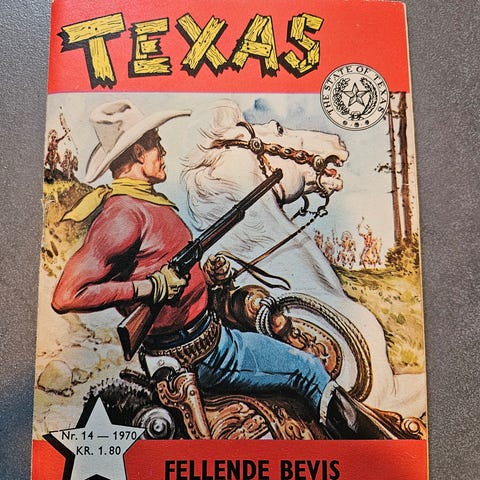 TEXAS
THE STATE OF TEXAS
Nr. 14 — 1970
KR. 1.80
FELLENDE BEVIS